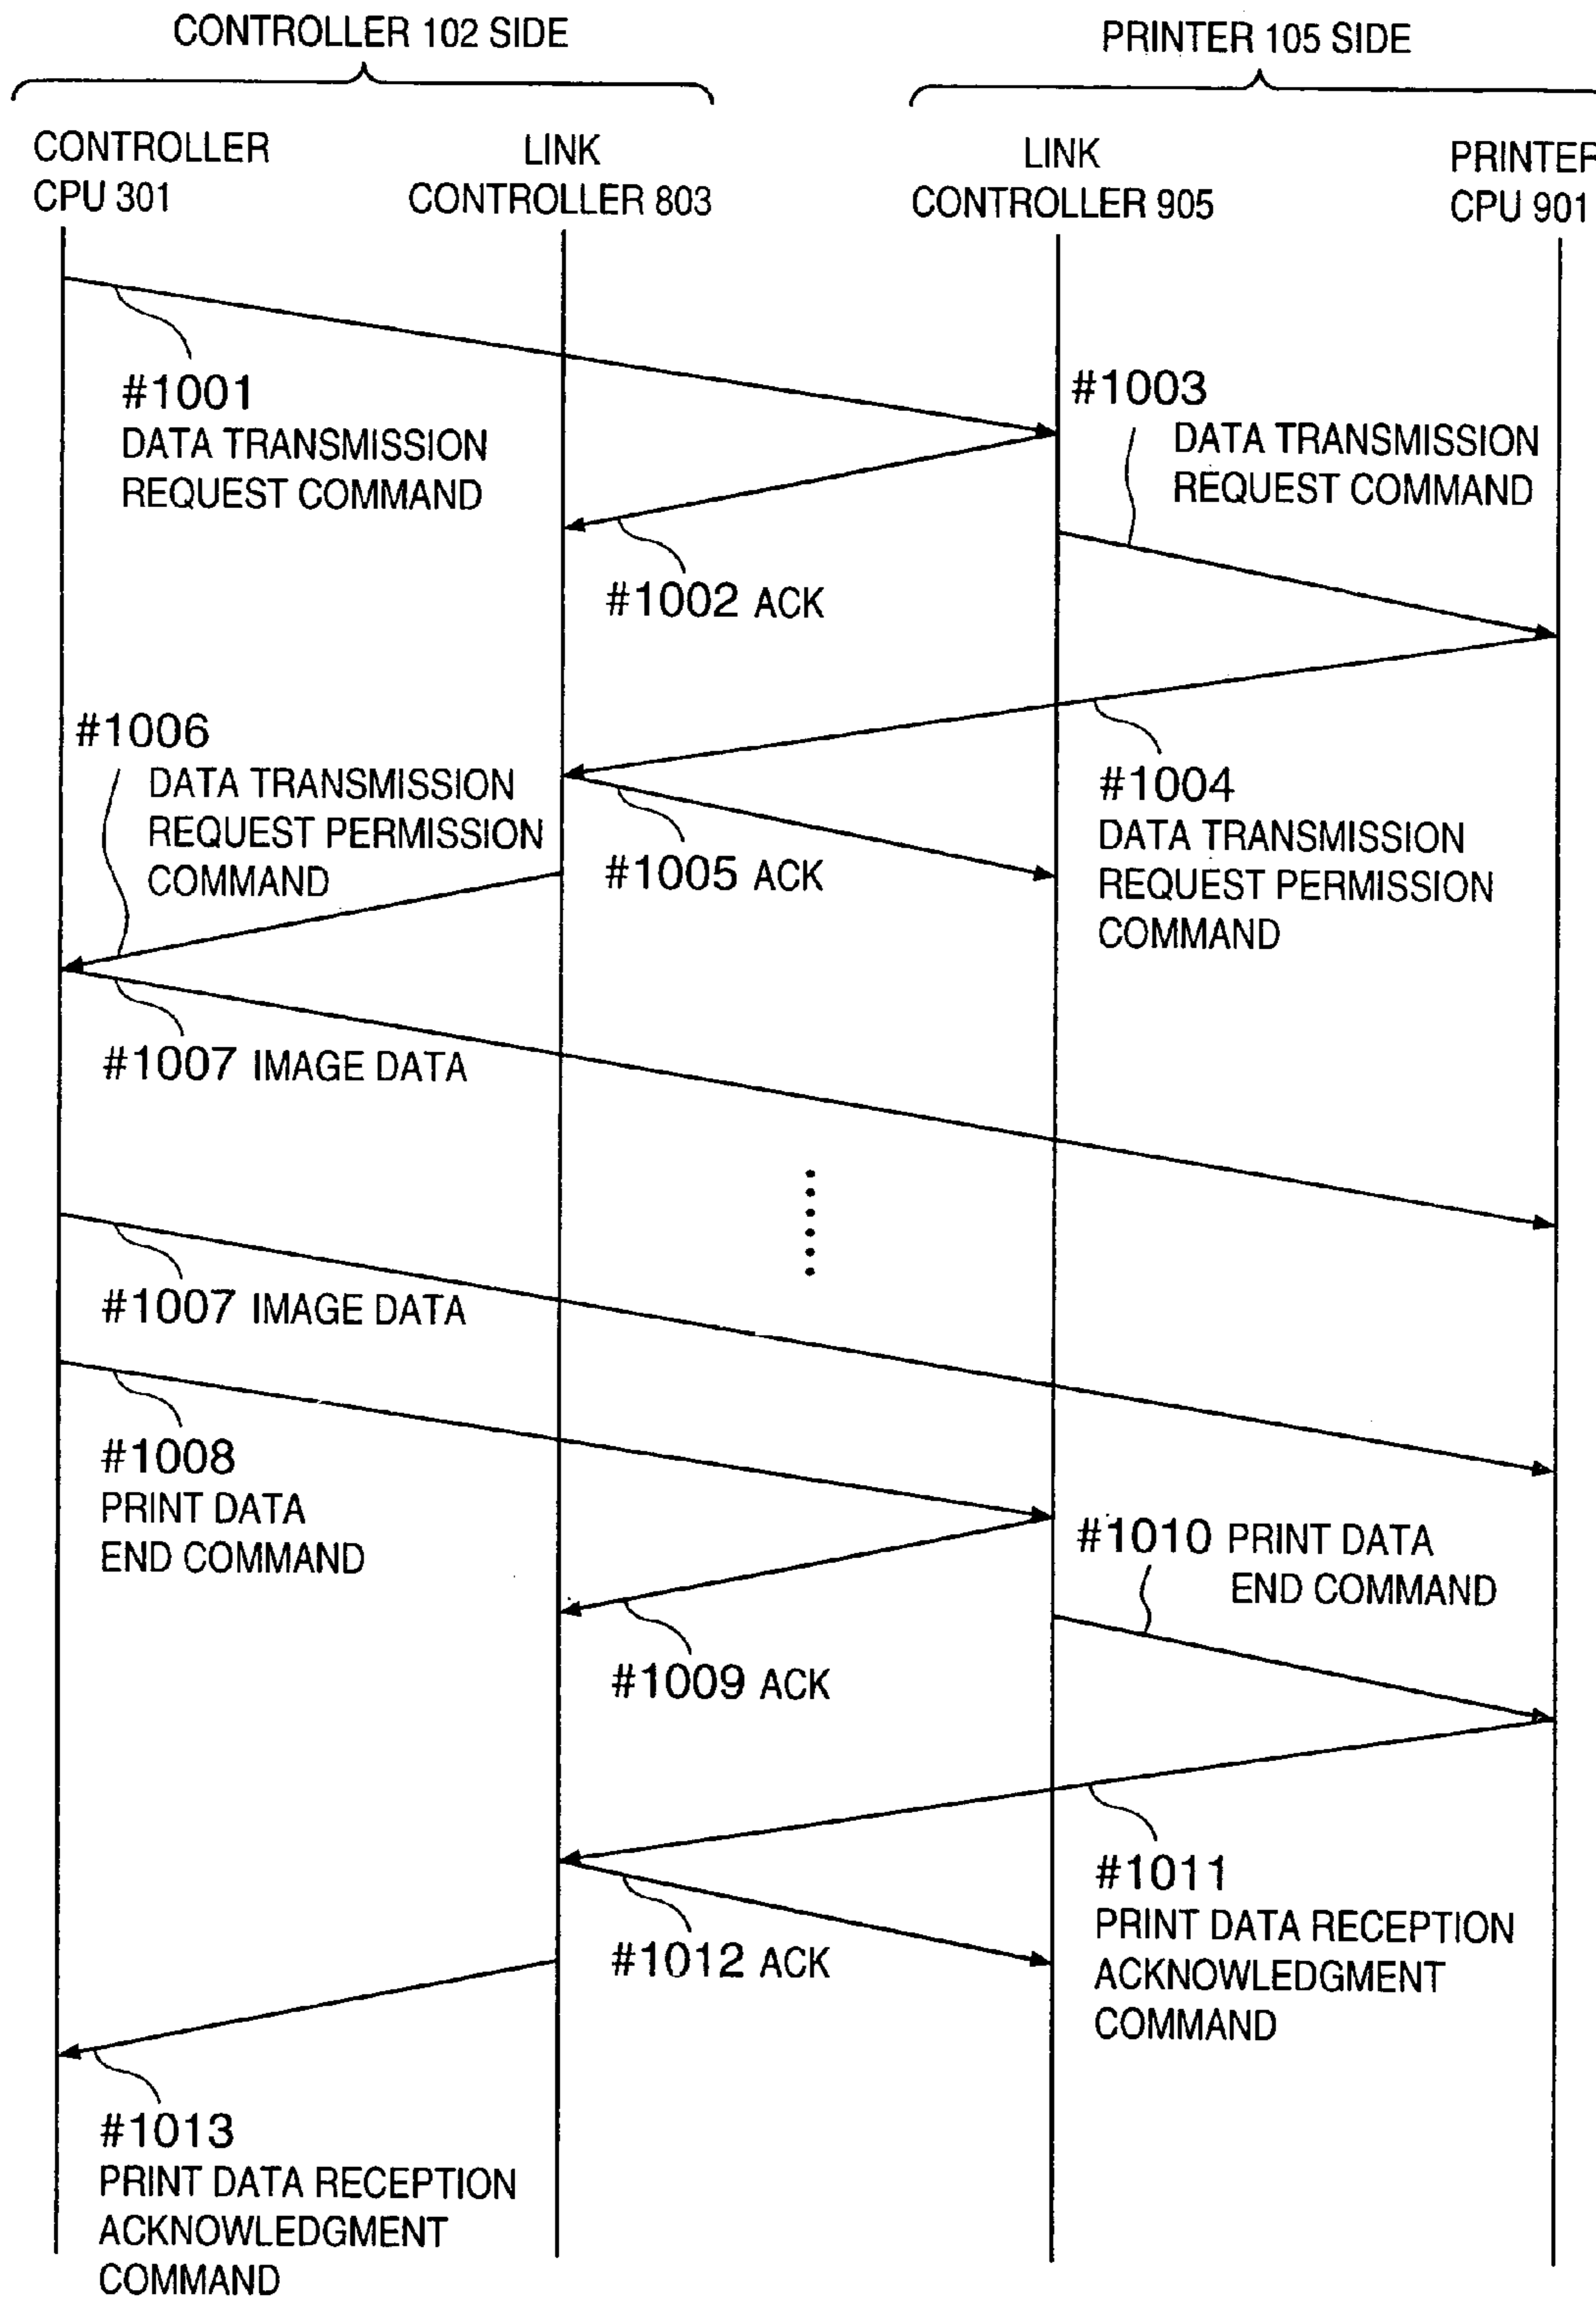 CONTROLLER 102 SIDE
PRINTER 105 SIDE
CONTROLLER
CPU 301
LINK
CONTROLLER 803
LINK
CONTROLLER 905
PRINTER
CPU 901
#1001
DATA TRANSMISSION
REQUEST COMMAND
#1003
DATA TRANSMISSION
REQUEST COMMAND
#1002 ACK
#1006
DATA TRANSMISSION
REQUEST PERMISSION
COMMAND
#1004
DATA TRANSMISSION
REQUEST PERMISSION
COMMAND
#1005 ACK
#1007 IMAGE DATA
#1007 IMAGE DATA
#1008
PRINT DATA
END COMMAND
#1010 PRINT DATA
END COMMAND
#1009 ACK
#1011
PRINT DATA RECEPTION
ACKNOWLEDGMENT
COMMAND
#1012 ACK
#1013
PRINT DATA RECEPTION
ACKNOWLEDGMENT
COMMAND